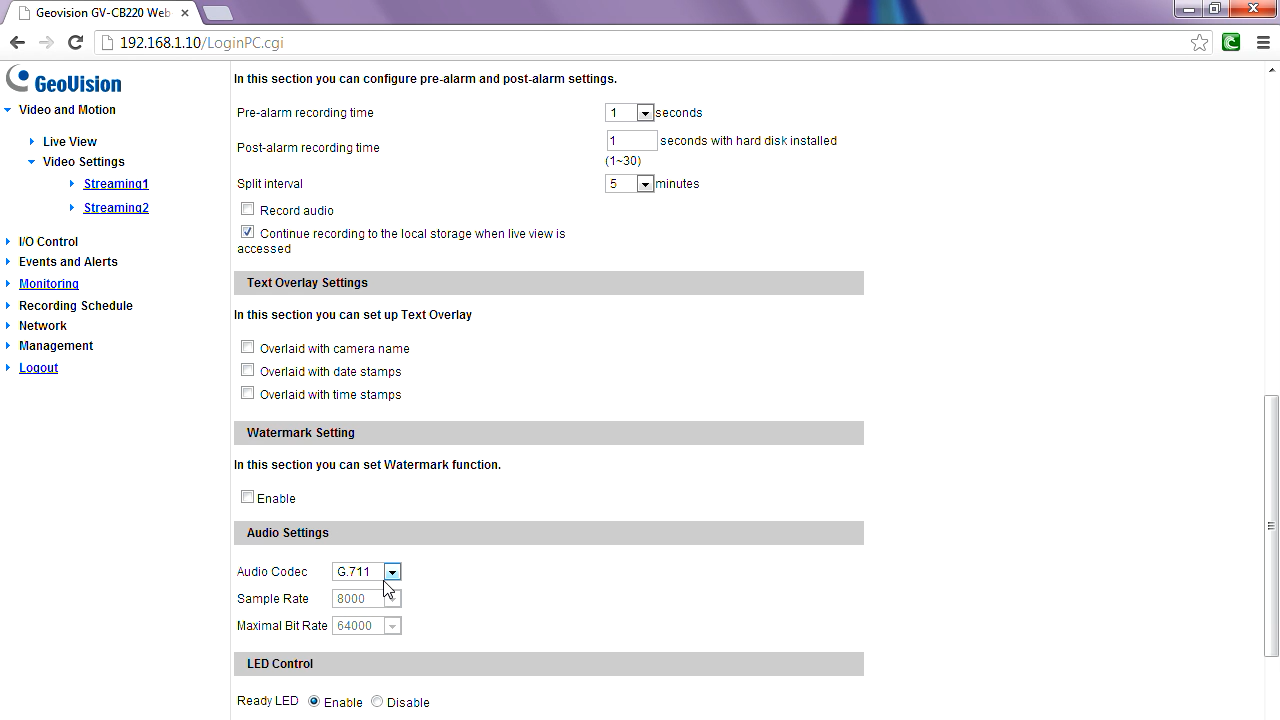 Geovision GV-CB220 Web
192.168.1.10/LoginPC.cgi
GeoVision
Video and Motion
Live View
Video Settings
Streaming1
Streaming2
I/O Control
Events and Alerts
Monitoring
Recording Schedule
Network
Management
Logout
In this section you can configure pre-alarm and post-alarm settings.
Pre-alarm recording time 1 seconds
Post-alarm recording time 1 seconds with hard disk installed
(1~30)
Split interval 5 minutes
Record audio
Continue recording to the local storage when live view is
accessed
Text Overlay Settings
In this section you can set up Text Overlay
Overlaid with camera name
Overlaid with date stamps
Overlaid with time stamps
Watermark Setting
In this section you can set Watermark function.
Enable
Audio Settings
Audio Codec G.711
Sample Rate 8000
Maximal Bit Rate 64000
LED Control
Ready LED Enable Disable